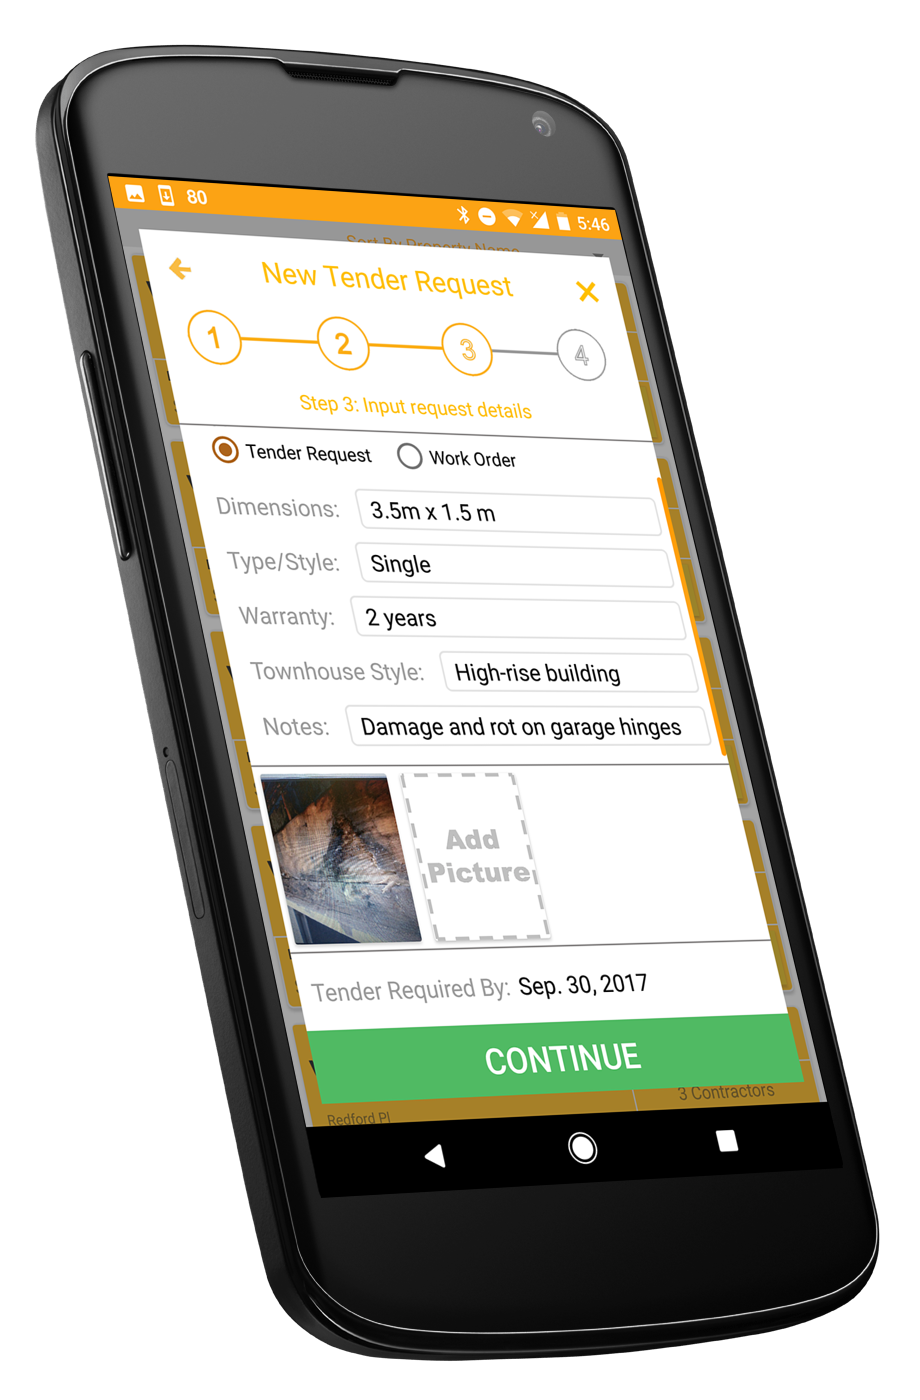 80
5:46
Sort By Property Name
New Tender Request
1
2
3
4
Step 3: Input request details
Tender Request
Work Order
Dimensions: 3.5m x 1.5 m
Type/Style: Single
Warranty: 2 years
Townhouse Style: High-rise building
Notes: Damage and rot on garage hinges
Add
Picture
Tender Required By: Sep. 30, 2017
CONTINUE
3 Contractors
Redford Pl